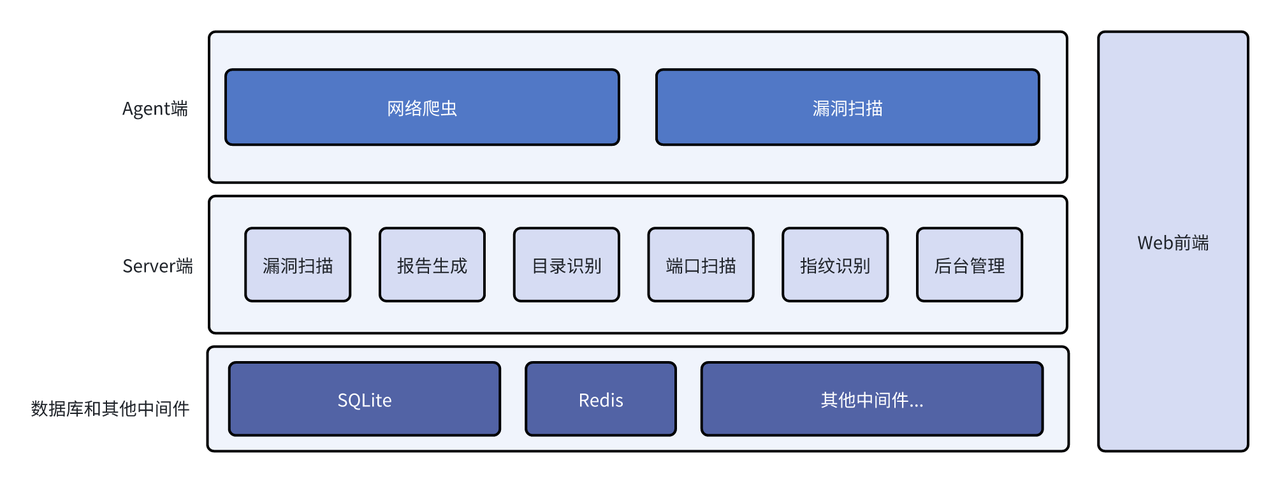 Agent端
网络爬虫
漏洞扫描
Server端
漏洞扫描
报告生成
目录识别
端口扫描
指纹识别
后台管理
数据库和其他中间件
SQLite
Redis
其他中间件...
Web前端